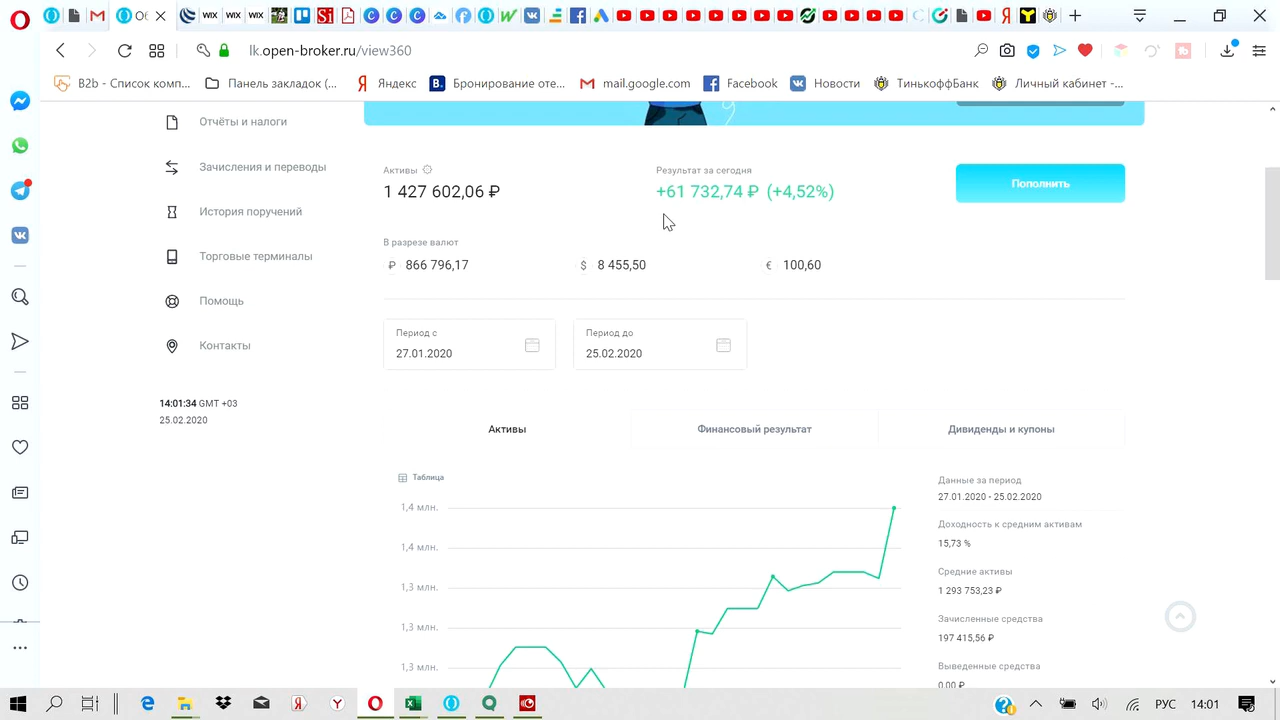 WIX
WIX
WIX
Si
lk.open-broker.ru/view360
B2b - Список комп...
Панель закладок (...
Яндекс
Бронирование оте...
mail.google.com
Facebook
Новости
ТинькоффБанк
Личный кабинет -...
Отчёты и налоги
Зачисления и переводы
История поручений
Торговые терминалы
Помощь
Контакты
14:01:34 GMT +03
25.02.2020
Активы
1 427 602,06 ₽
Результат за сегодня
+61 732,74 ₽ (+4,52%)
Пополнить
В разрезе валют
₽ 866 796,17
$ 8 455,50
€ 100,60
Период с
27.01.2020
Период до
25.02.2020
Активы
Финансовый результат
Дивиденды и купоны
Таблица
1,4 млн.
1,4 млн.
1,3 млн.
1,3 млн.
1,3 млн.
Данные за период
27.01.2020 - 25.02.2020
Доходность к средним активам
15,73 %
Средние активы
1 293 753,23 ₽
Зачисленные средства
197 415,56 ₽
Выведенные средства
0,00 ₽
РУС
14:01